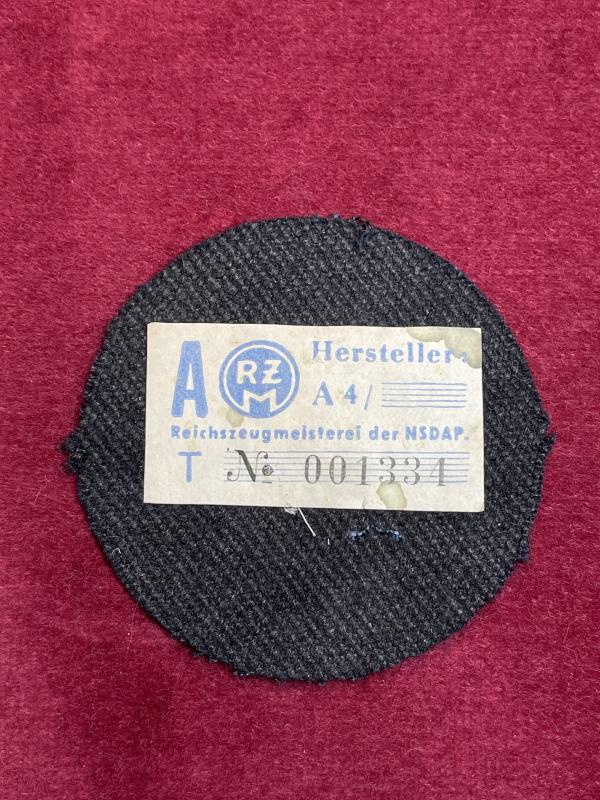 A RZM Hersteller:
A 4/
Reichszeugmeisterei der NSDAP.
T № 001334